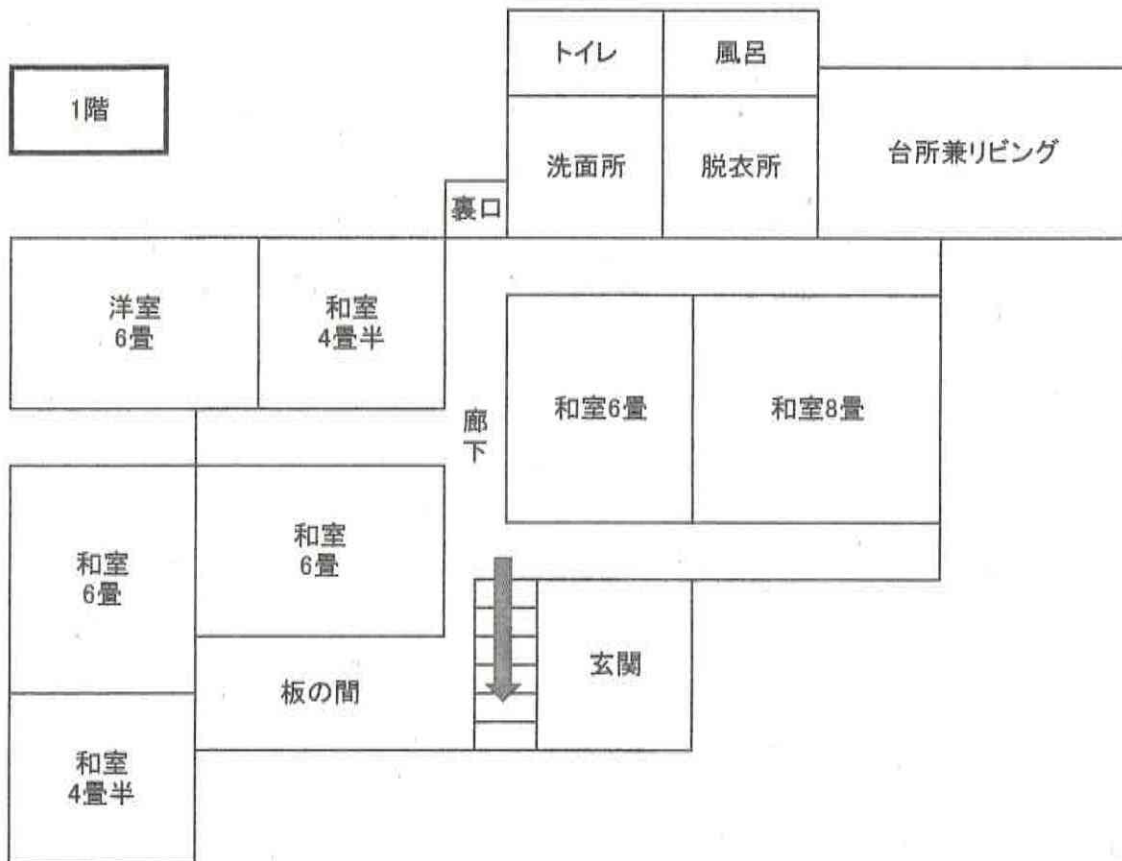 トイレ
風呂
1階
台所兼リビング
洗面所
脱衣所
裏口
洋室
6畳
和室
4畳半
和室6畳
和室8畳
廊
下
和室
6畳
和室
6畳
玄関
板の間
和室
4畳半